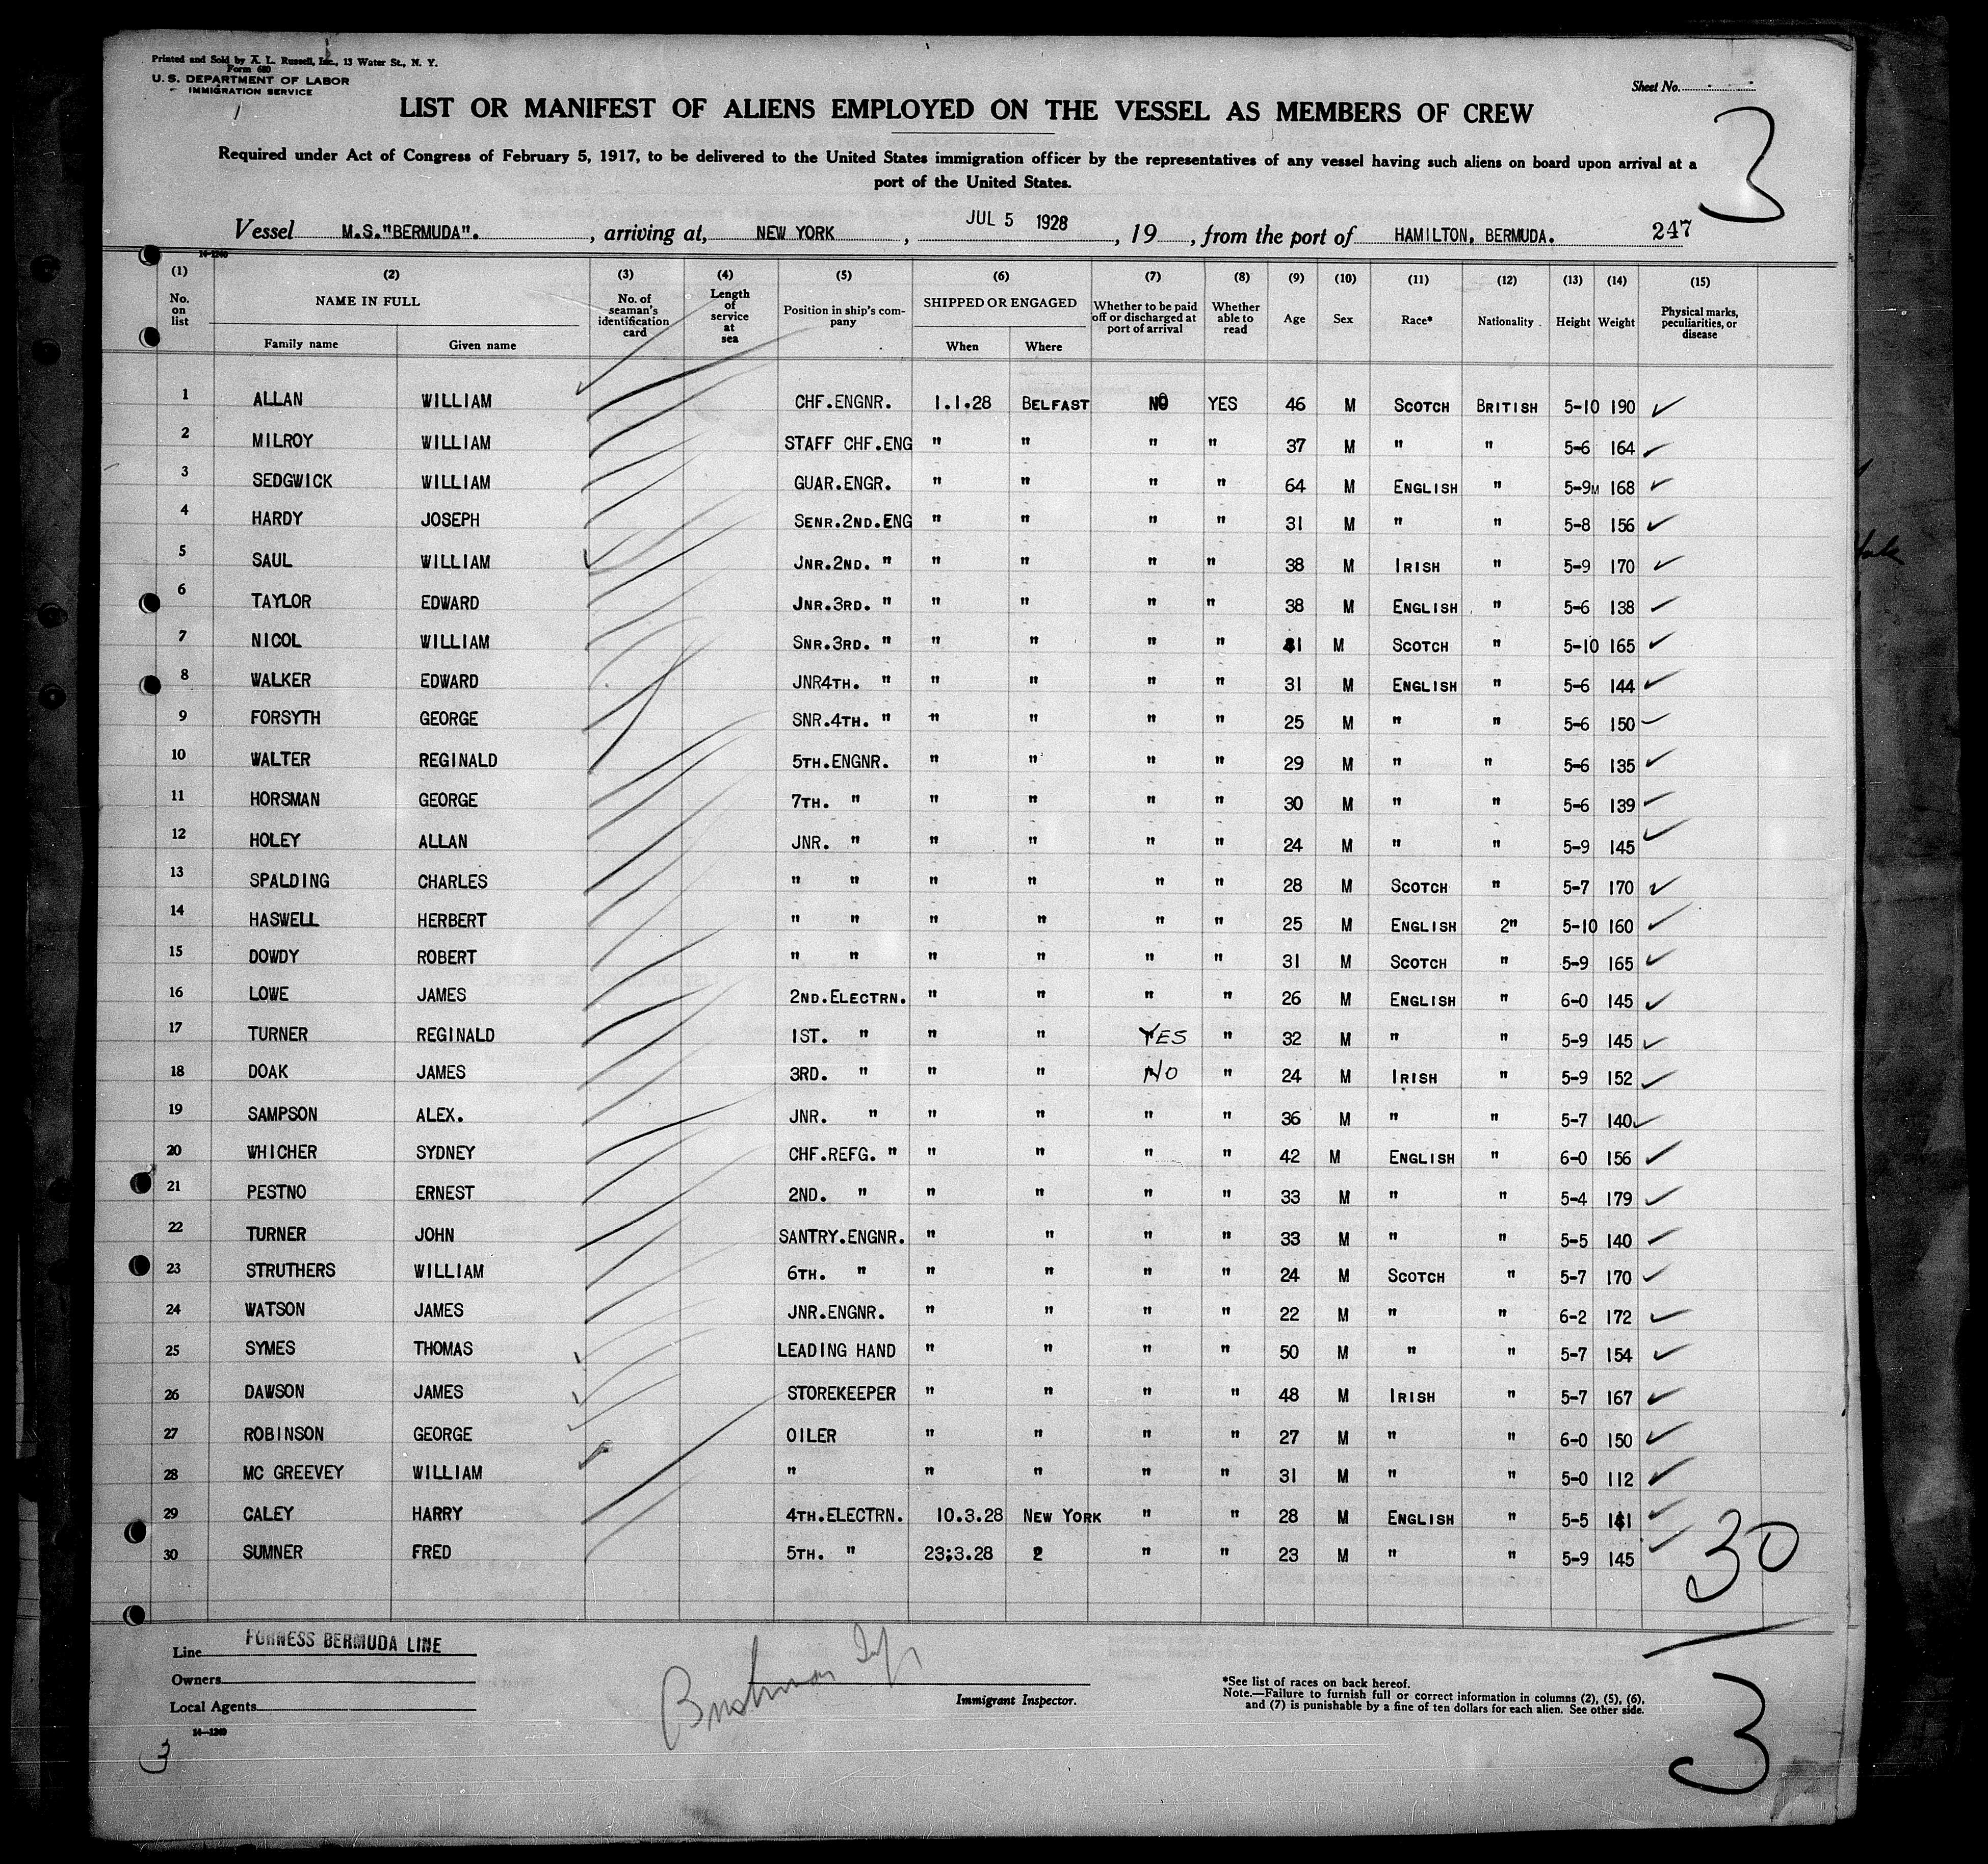 Printed and Sold by A. L. Russell, Inc., 13 Water St., N. Y.
Form 680
U. S. DEPARTMENT OF LABOR
IMMIGRATION SERVICE
Sheet No.
3
LIST OR MANIFEST OF ALIENS EMPLOYED ON THE VESSEL AS MEMBERS OF CREW
Required under Act of Congress of February 5, 1917, to be delivered to the United States immigration officer by the representatives of any vessel having such aliens on board upon arrival at a
port of the United States.
Vessel M.S."BERMUDA". , arriving at, NEW YORK , JUL 5 1928 , 19 , from the port of HAMILTON, BERMUDA. 247
14-1240
(1) (2) (3) (4) (5) (6) (7) (8) (9) (10) (11) (12) (13) (14) (15)
No. on list NAME IN FULL Family name Given name No. of seaman's identification card Length of service at sea Position in ship's company SHIPPED OR ENGAGED When Where Whether to be paid off or discharged at port of arrival Whether able to read Age Sex Race* Nationality Height Weight Physical marks, peculiarities, or disease
1 ALLAN WILLIAM CHF.ENGNR. 1.1.28 BELFAST NO YES 46 M SCOTCH BRITISH 5-10 190
2 MILROY WILLIAM STAFF CHF.ENG " " " " 37 M " " 5-6 164
3 SEDGWICK WILLIAM GUAR.ENGR. " " " " 64 M ENGLISH " 5-9M 168
4 HARDY JOSEPH SENR.2ND.ENG " " " " 31 M " " 5-8 156
5 SAUL WILLIAM JNR.2ND. " " " " " 38 M IRISH " 5-9 170
6 TAYLOR EDWARD JNR.3RD. " " " " " 38 M ENGLISH " 5-6 138
7 NICOL WILLIAM SNR.3RD. " " " " " M SCOTCH " 5-10 165
8 WALKER EDWARD JNR4TH. " " " " " 31 M ENGLISH " 5-6 144
9 FORSYTH GEORGE SNR.4TH. " " " " " 25 M " " 5-6 150
10 WALTER REGINALD 5TH.ENGNR. " " " " 29 M " " 5-6 135
11 HORSMAN GEORGE 7TH. " " " " " 30 M " " 5-6 139
12 HOLEY ALLAN JNR. " " " " " 24 M " " 5-9 145
13 SPALDING CHARLES " " " " " " 28 M SCOTCH " 5-7 170
14 HASWELL HERBERT " " " " " " 25 M ENGLISH 2" 5-10 160
15 DOWDY ROBERT " " " " " " 31 M SCOTCH " 5-9 165
16 LOWE JAMES 2ND.ELECTRN. " " " " 26 M ENGLISH " 6-0 145
17 TURNER REGINALD 1ST. " " " YES " 32 M " " 5-9 145
18 DOAK JAMES 3RD. " " " NO " 24 M IRISH " 5-9 152
19 SAMPSON ALEX. JNR. " " " " " 36 M " " 5-7 140
20 WHICHER SYDNEY CHF.REFG. " " " " " 42 M ENGLISH " 6-0 156
21 PESTNO ERNEST 2ND. " " " " " 33 M " " 5-4 179
22 TURNER JOHN SANTRY.ENGNR. " " " " 33 M " " 5-5 140
23 STRUTHERS WILLIAM 6TH. " " " " " 24 M SCOTCH " 5-7 170
24 WATSON JAMES JNR.ENGNR. " " " " 22 M " " 6-2 172
25 SYMES THOMAS LEADING HAND " " " " 50 M " " 5-7 154
26 DAWSON JAMES STOREKEEPER " " " " 48 M IRISH " 5-7 167
27 ROBINSON GEORGE OILER " " " " 27 M " " 6-0 150
28 MC GREEVEY WILLIAM " " " " " 31 M " " 5-0 112
29 CALEY HARRY 4TH.ELECTRN. 10.3.28 NEW YORK " " 28 M ENGLISH " 5-5
30 SUMNER FRED 5TH. " 23:3.28 2 " " 23 M " " 5-9 145
30
3
Line FURNESS BERMUDA LINE
Owners
Local Agents
14-1240
Immigrant Inspector.
*See list of races on back hereof.
Note.—Failure to furnish full or correct information in columns (2), (5), (6),
and (7) is punishable by a fine of ten dollars for each alien. See other side.
3